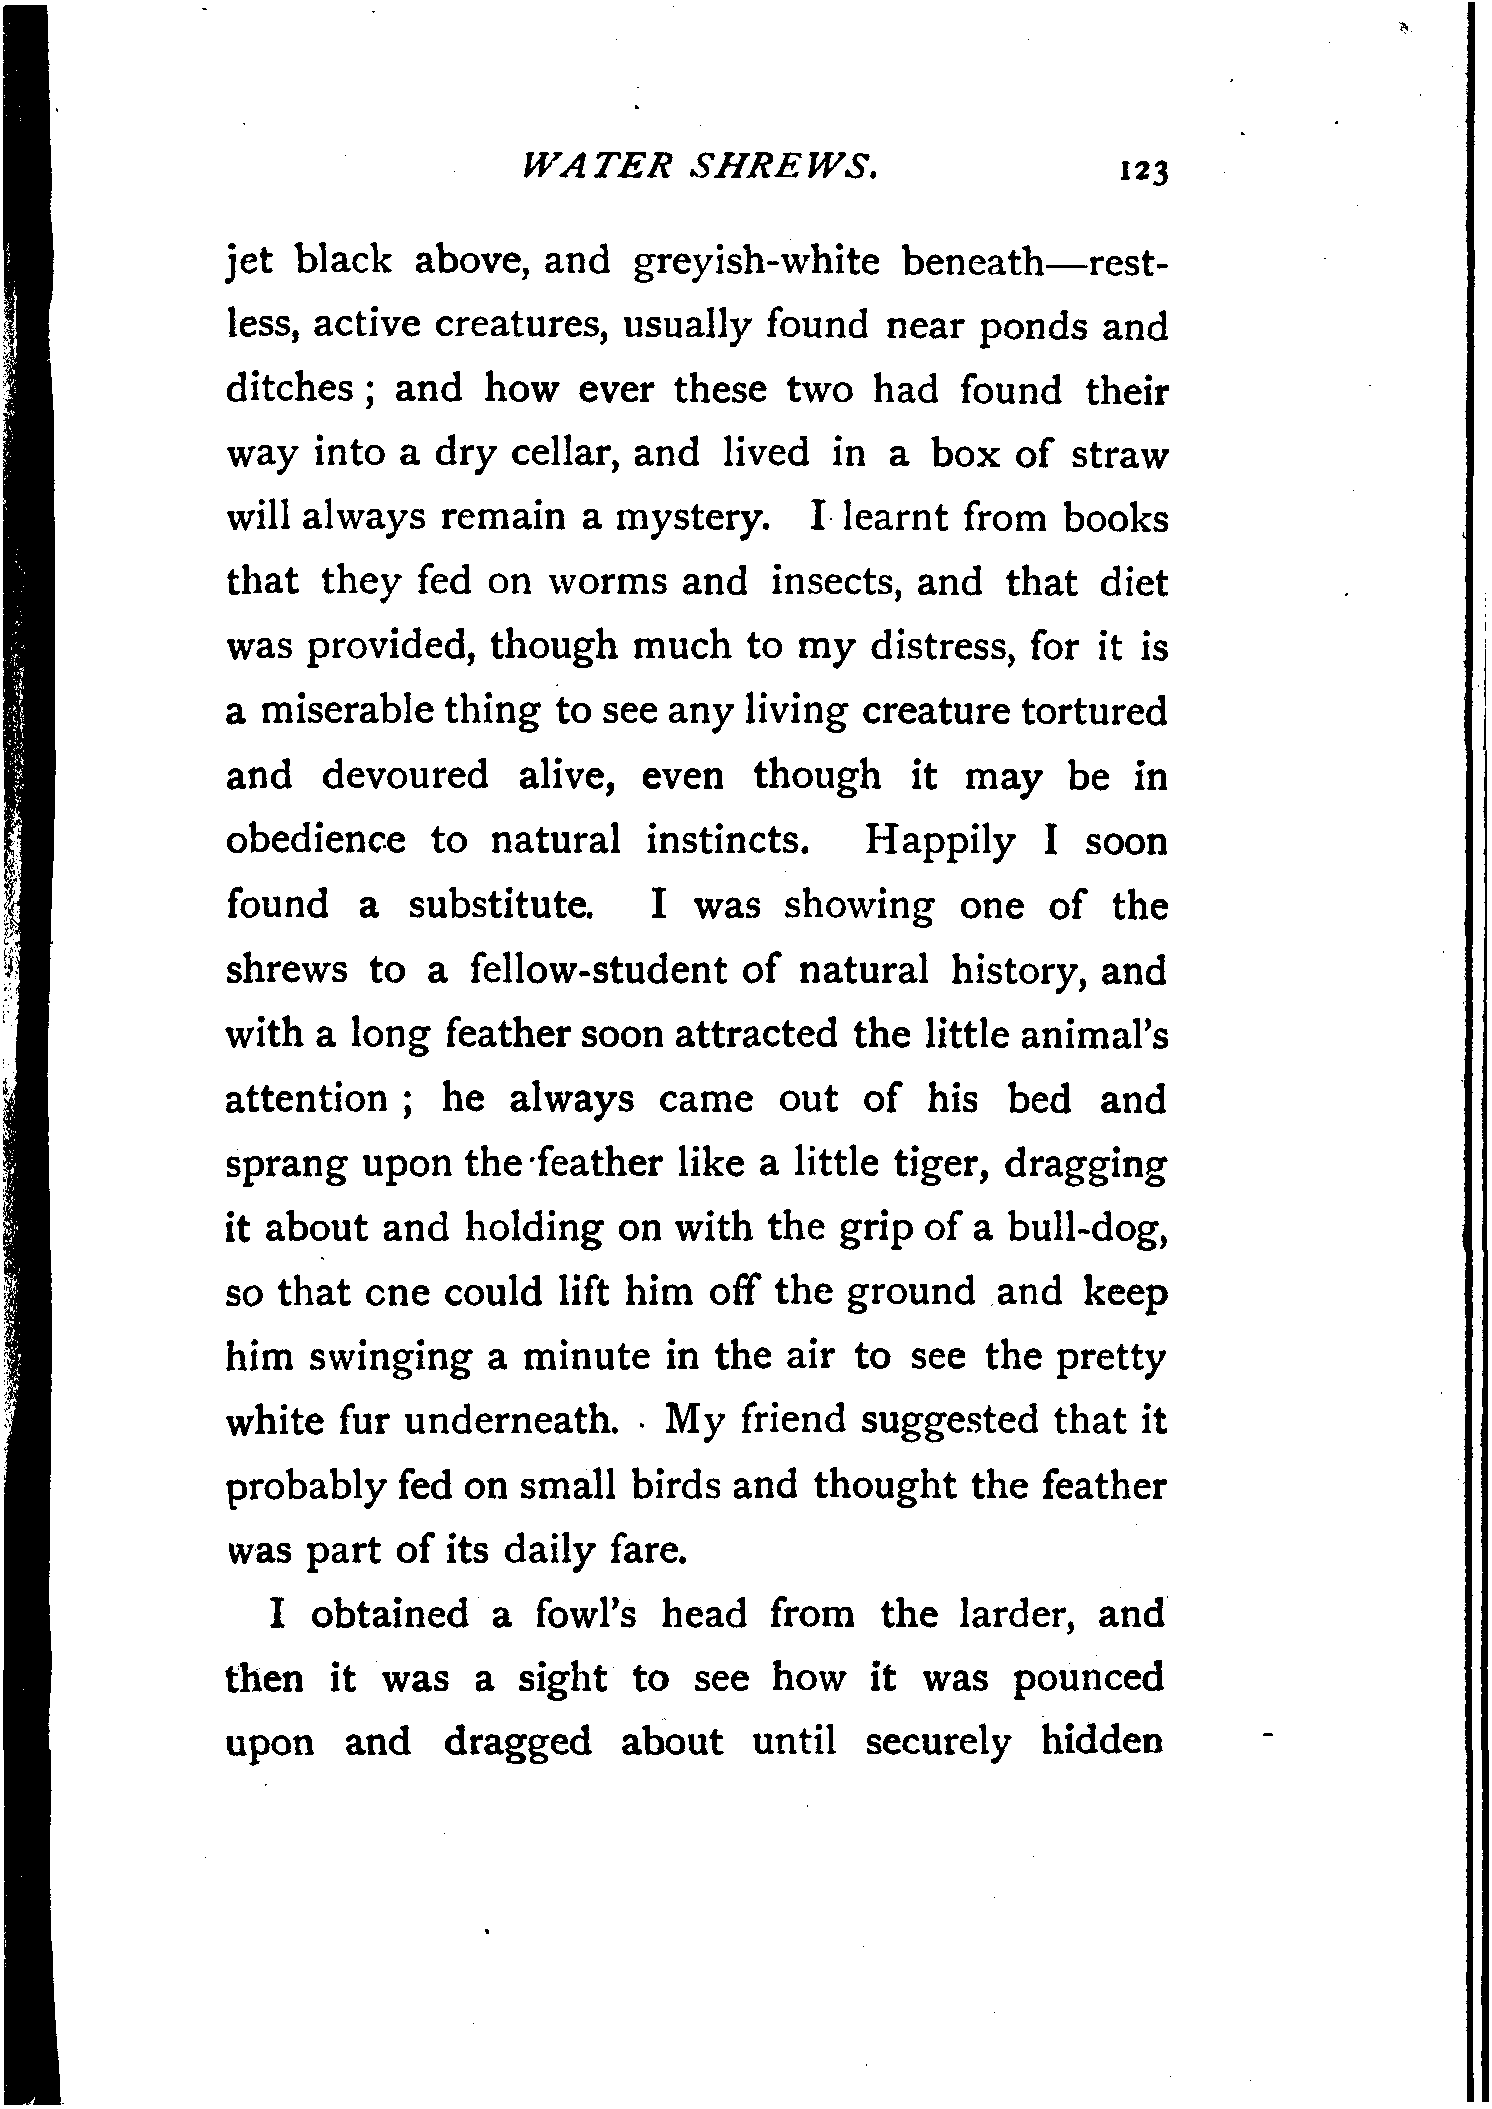 WATER SHREWS. 123
jet black above, and greyish-white beneath—rest-
less, active creatures, usually found near ponds and
ditches ; and how ever these two had found their
way into a dry cellar, and lived in a box of straw
will always remain a mystery. I learnt from books
that they fed on worms and insects, and that diet
was provided, though much to my distress, for it is
a miserable thing to see any living creature tortured
and devoured alive, even though it may be in
obedience to natural instincts. Happily I soon
found a substitute. I was showing one of the
shrews to a fellow-student of natural history, and
with a long feather soon attracted the little animal's
attention ; he always came out of his bed and
sprang upon the feather like a little tiger, dragging
it about and holding on with the grip of a bull-dog,
so that one could lift him off the ground and keep
him swinging a minute in the air to see the pretty
white fur underneath. My friend suggested that it
probably fed on small birds and thought the feather
was part of its daily fare.
I obtained a fowl's head from the larder, and
then it was a sight to see how it was pounced
upon and dragged about until securely hidden